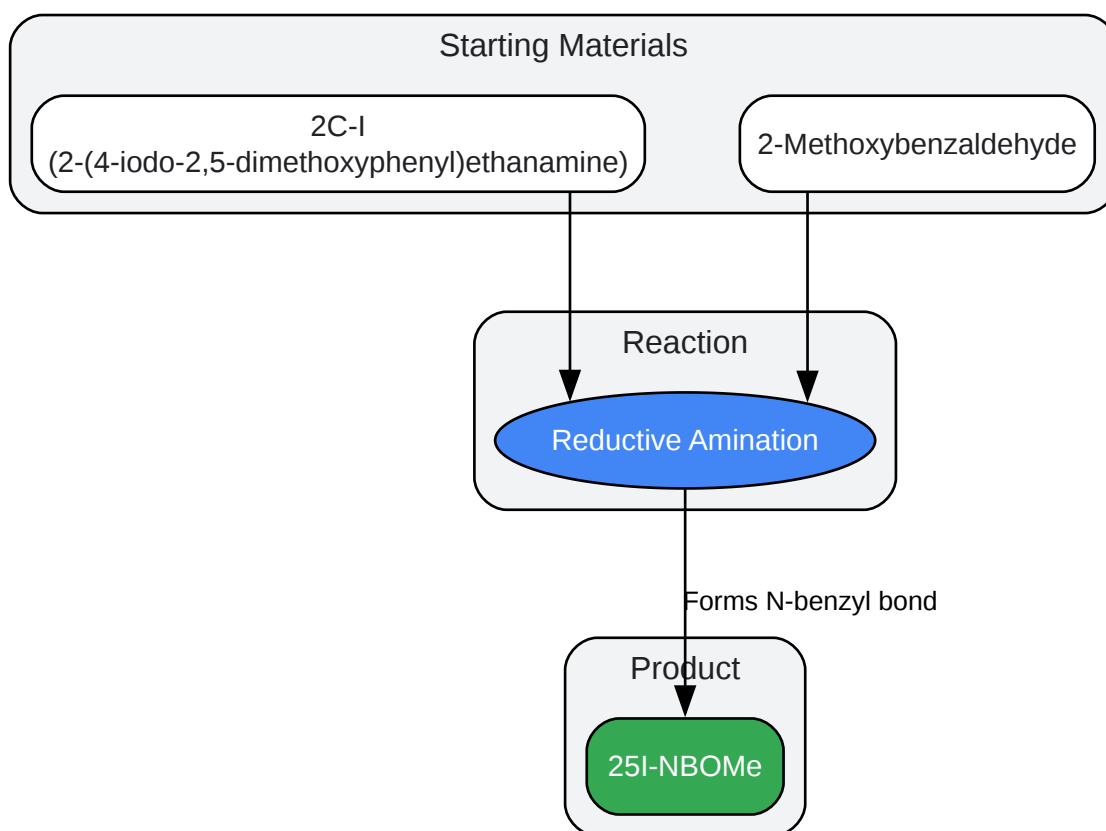 Starting Materials
2C-I
(2-(4-iodo-2,5-dimethoxyphenyl)ethanamine)
2-Methoxybenzaldehyde
Reaction
Reductive Amination
Forms N-benzyl bond
Product
25I-NBOMe